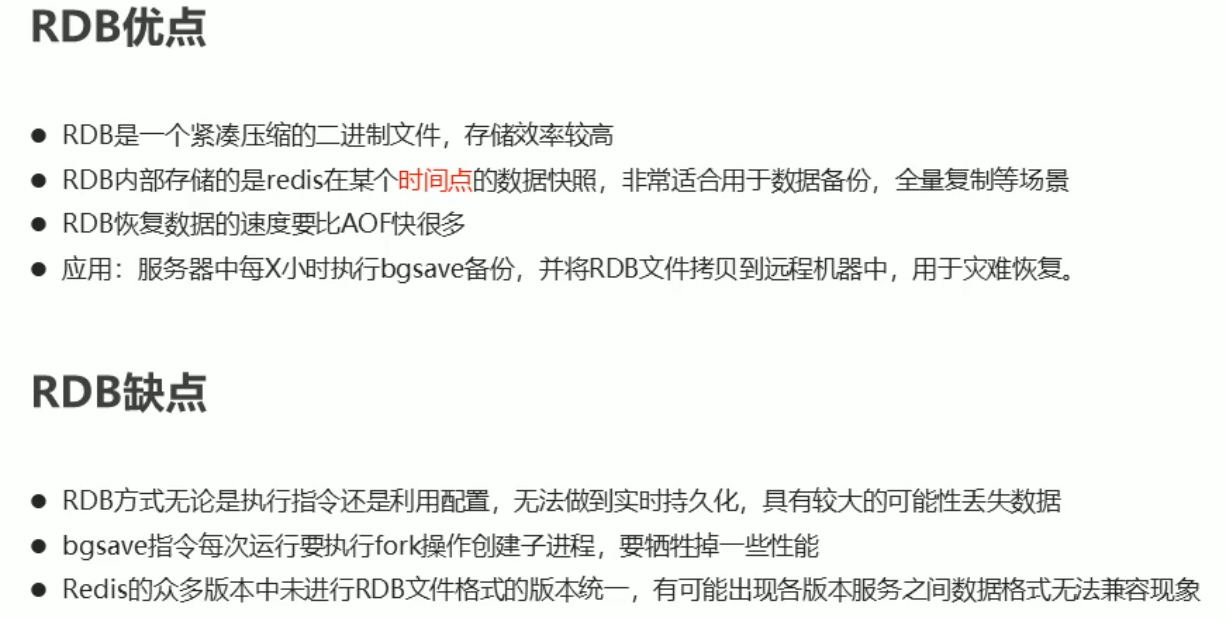 RDB优点
● RDB是一个紧凑压缩的二进制文件，存储效率较高
● RDB内部存储的是redis在某个时间点的数据快照，非常适合用于数据备份，全量复制等场景
● RDB恢复数据的速度要比AOF快很多
● 应用：服务器中每X小时执行bgsave备份，并将RDB文件拷贝到远程机器中，用于灾难恢复。
RDB缺点
● RDB方式无论是执行指令还是利用配置，无法做到实时持久化，具有较大的可能性丢失数据
● bgsave指令每次运行要执行fork操作创建子进程，要牺牲掉一些性能
● Redis的众多版本中未进行RDB文件格式的版本统一，有可能出现各版本服务之间数据格式无法兼容现象